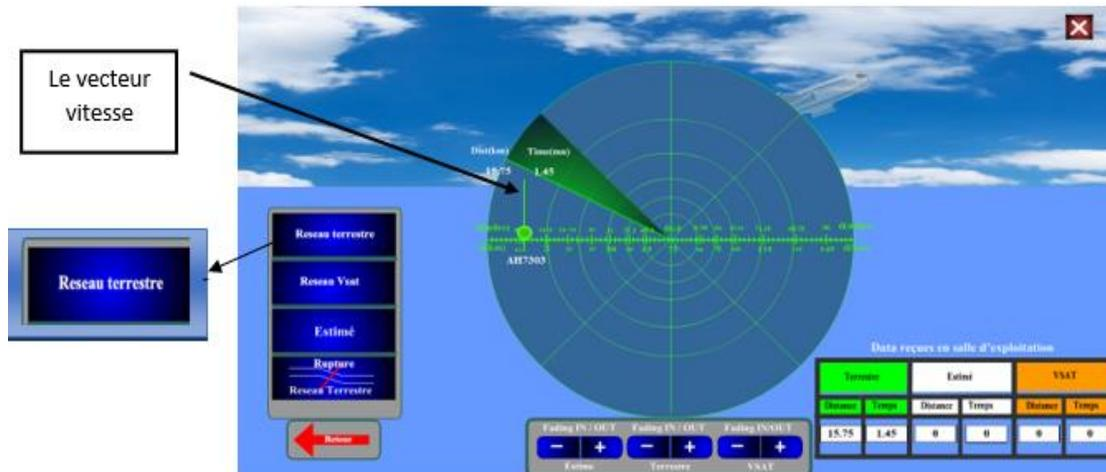 Le vecteur
vitesse
Dist(km) Time(mn)
15.75 1.45
AH7303
Reseau terrestre
Reseau terrestre
Reseau Vsat
Estimé
Rupture
Reseau Terrestre
Retour
Data reçues en salle d'exploitation
Terrestre Estimé VSAT
Distance Temps Distance Temps Distance Temps
15.75 1.45 0 0 0 0
Fading IN / OUT Fading IN / OUT Fading IN/OUT
− + − + − +
Estime Terrestre VSAT